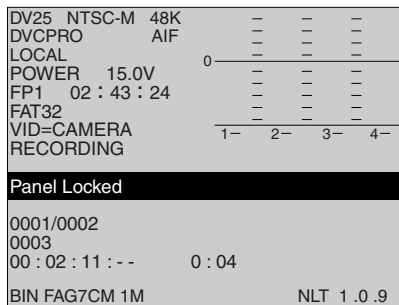 DV25 NTSC-M 48K
DVCPRO AIF
LOCAL
POWER 15.0V
FP1 02 : 43 : 24
FAT32
VID=CAMERA
RECORDING
0
1– 2– 3– 4–
Panel Locked
0001/0002
0003
00 : 02 : 11 : - - 0 : 04
BIN FAG7CM 1M NLT 1 .0 .9